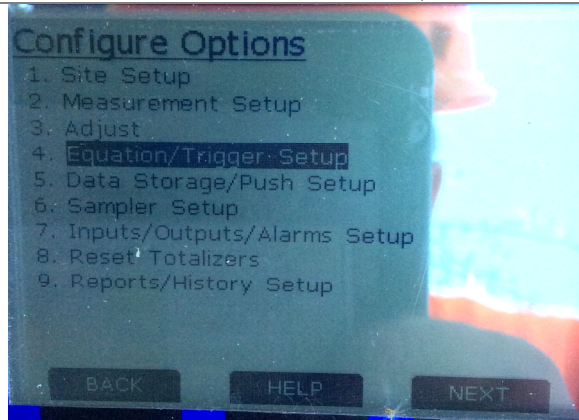 Configure Options
1. Site Setup
2. Measurement Setup
3. Adjust
4. Equation/Trigger Setup
5. Data Storage/Push Setup
6. Sampler Setup
7. Inputs/Outputs/Alarms Setup
8. Reset Totalizers
9. Reports/History Setup
BACK HELP NEXT